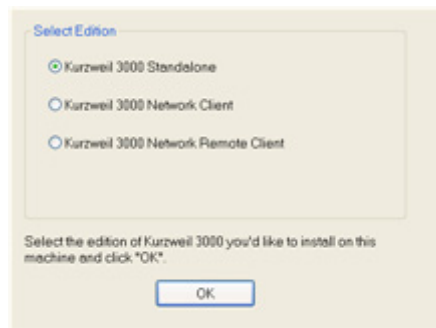 Select Edition
Kurzweil 3000 Standalone
Kurzweil 3000 Network Client
Kurzweil 3000 Network Remote Client
Select the edition of Kurzweil 3000 you'd like to install on this
machine and click "OK".
OK